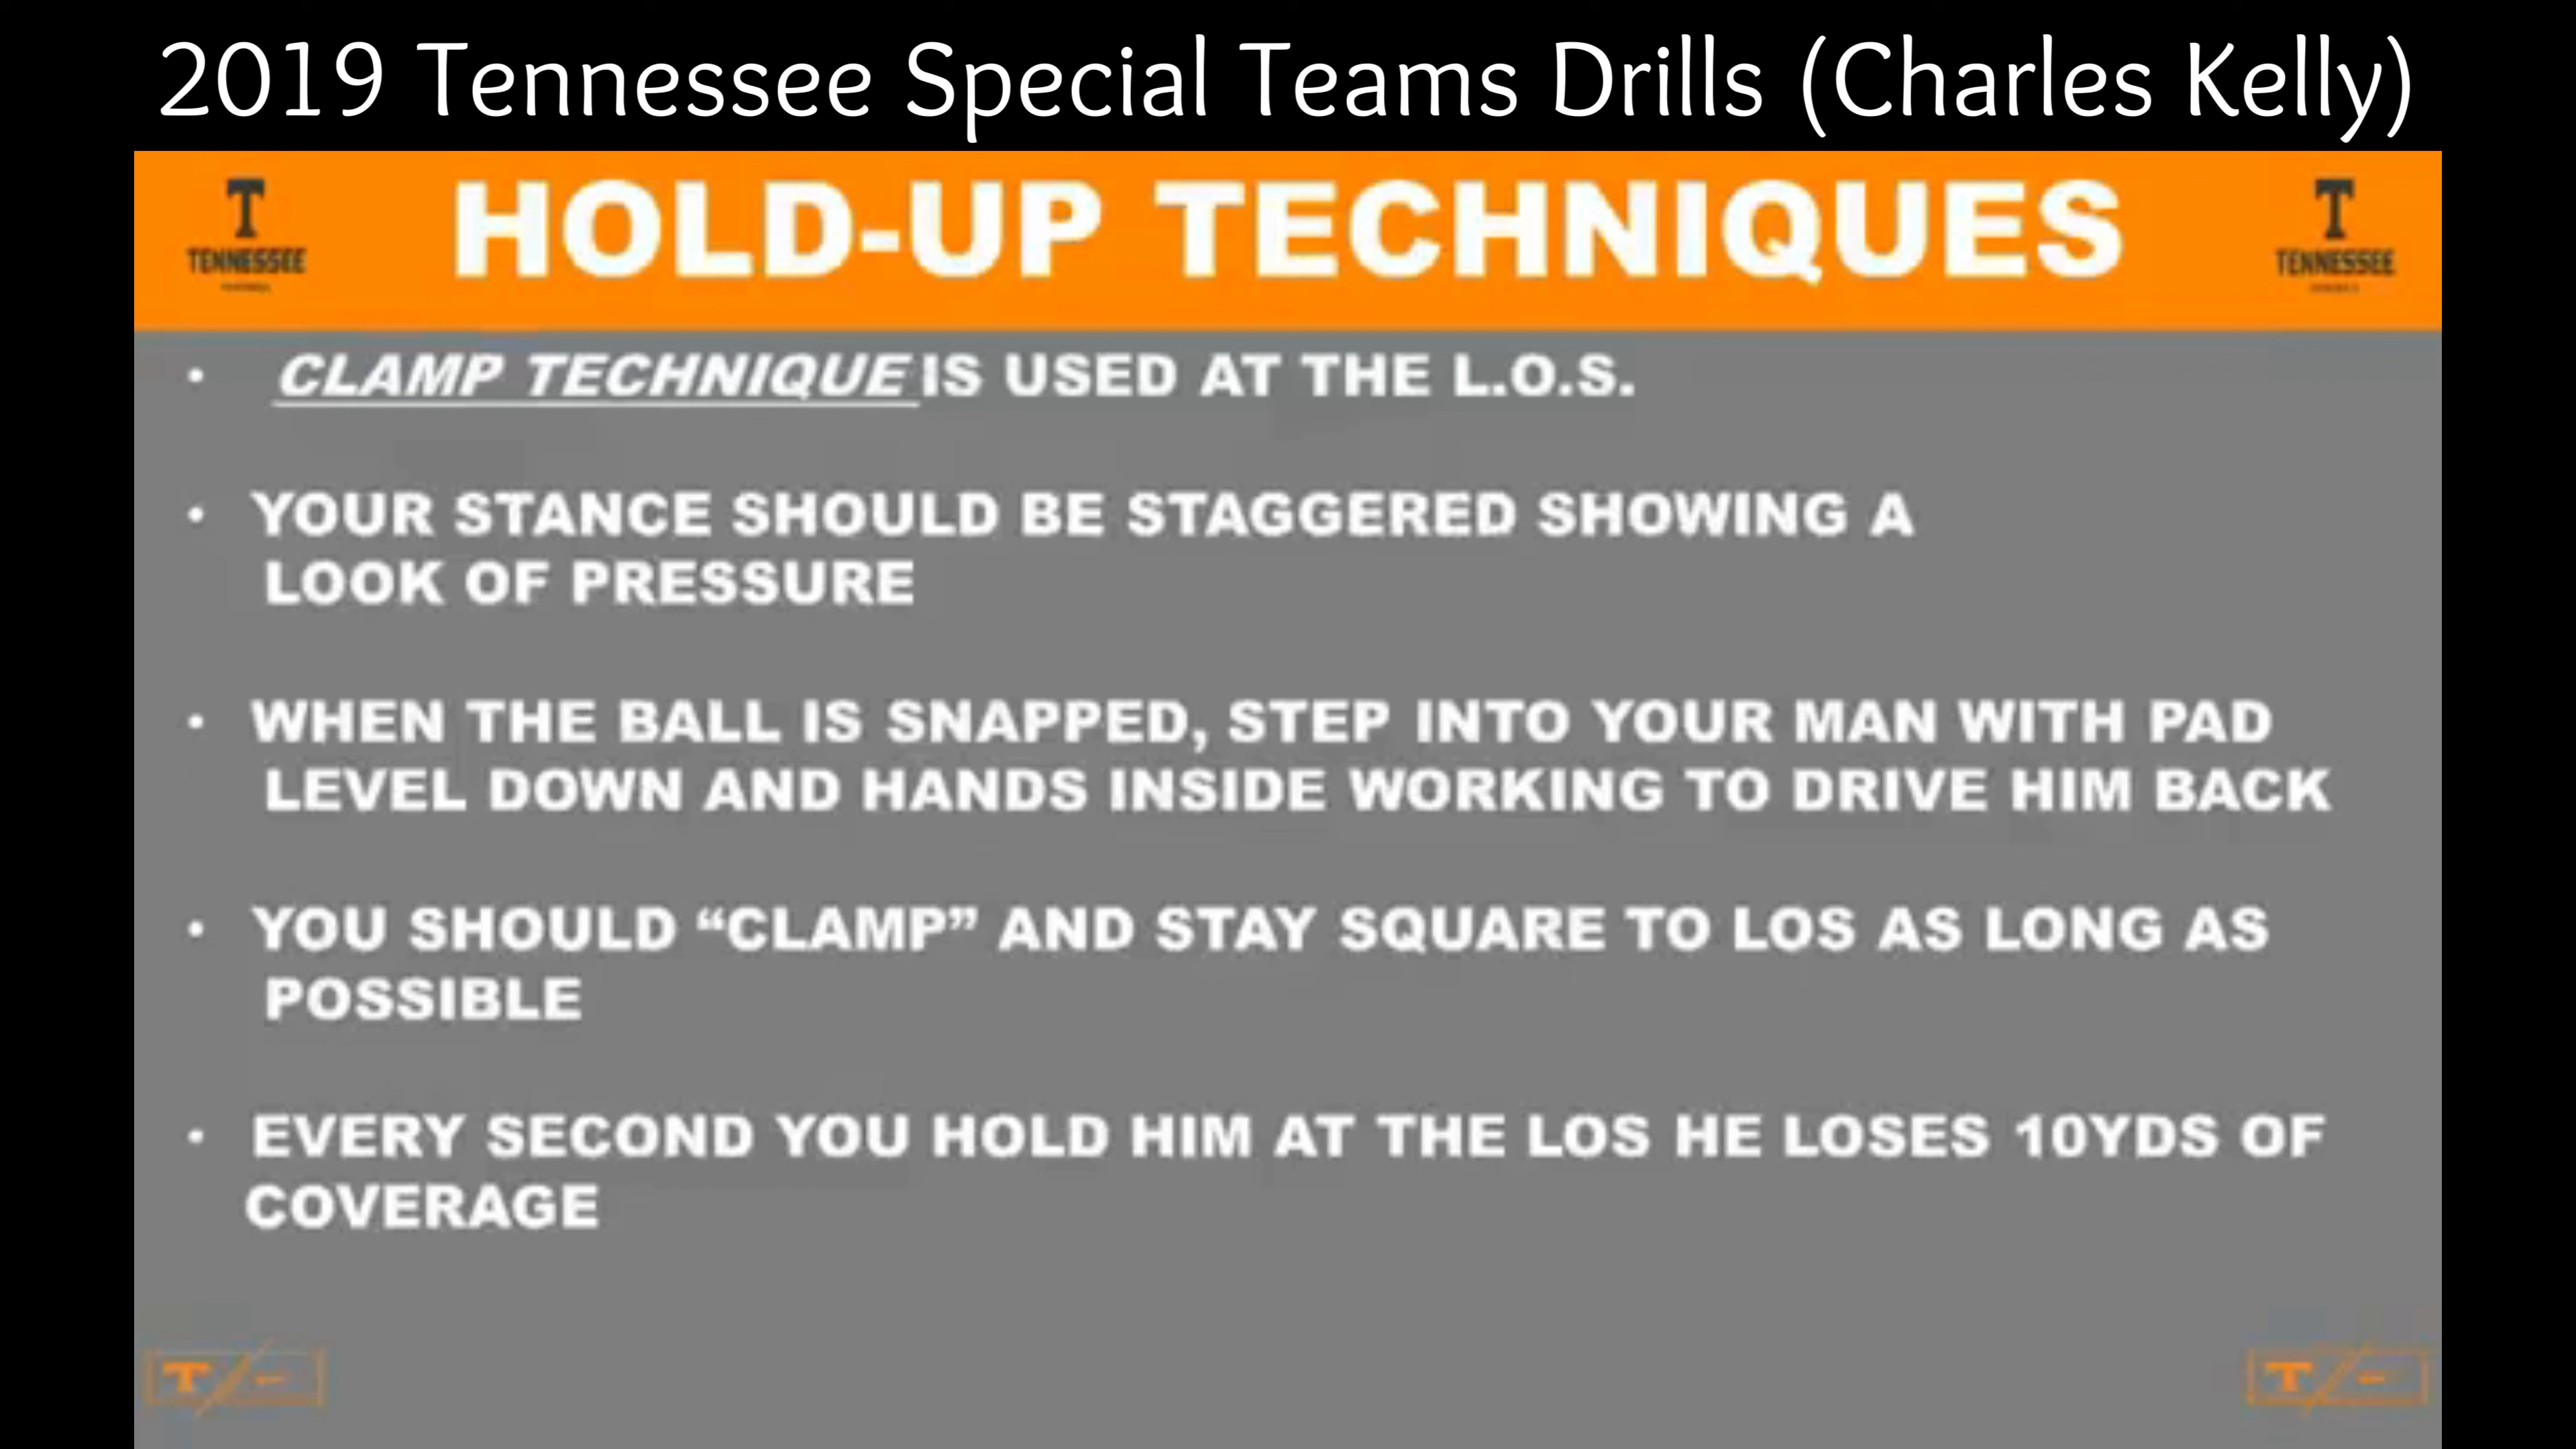 2019 Tennessee Special Teams Drills (Charles Kelly)
T
TENNESSEE
HOLD-UP TECHNIQUES
T
TENNESSEE
• CLAMP TECHNIQUE IS USED AT THE L.O.S.
• YOUR STANCE SHOULD BE STAGGERED SHOWING A
LOOK OF PRESSURE
• WHEN THE BALL IS SNAPPED, STEP INTO YOUR MAN WITH PAD
LEVEL DOWN AND HANDS INSIDE WORKING TO DRIVE HIM BACK
• YOU SHOULD “CLAMP” AND STAY SQUARE TO LOS AS LONG AS
POSSIBLE
• EVERY SECOND YOU HOLD HIM AT THE LOS HE LOSES 10YDS OF
COVERAGE
T/-
T/-